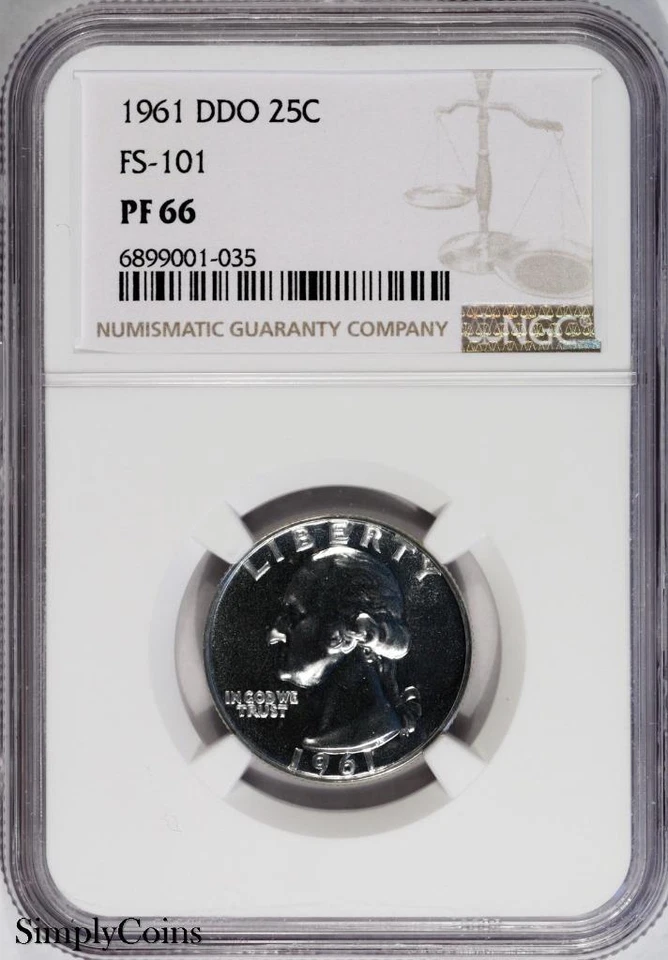 1961 DDO 25C
FS-101
PF 66
6899001-035
NUMISMATIC GUARANTY COMPANY
NGC
LIBERTY
IN GOD WE
TRUST
1961
SimplyCoins